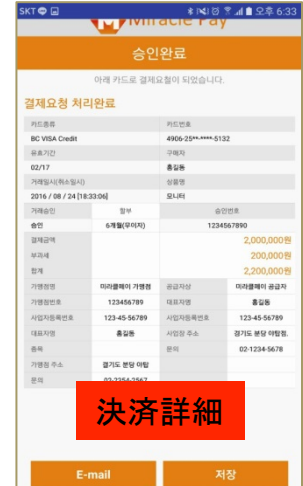 SKT 오후 6:33
Miracle Pay
승인완료
아래 카드로 결제요청이 되었습니다.
결제요청 처리완료
카드종류 카드번호
BC VISA Credit 4906-25**-****-5132
유효기간 구매자
02/17 홍길동
거래일시(취소일시) 상품명
2016 / 08 / 24 [18:33:06] 모니터
거래승인 할부 승인번호
승인 6개월(무이자) 1234567890
결제금액 2,000,000원
부과세 200,000원
합계 2,200,000원
가맹점명 미라클페이 가맹점 공급자상 미라클페이 공급자
가맹점번호 123456789 대표자명 홍길동
사업자등록번호 123-45-56789 사업자등록번호 123-45-56789
대표자명 홍길동 사업장 주소 경기도 분당 야탑점.
종목 문의 02-1234-5678
가맹점 주소 경기도 분당 야탑
문의 02-2254-2567
決済詳細
E-mail 저장